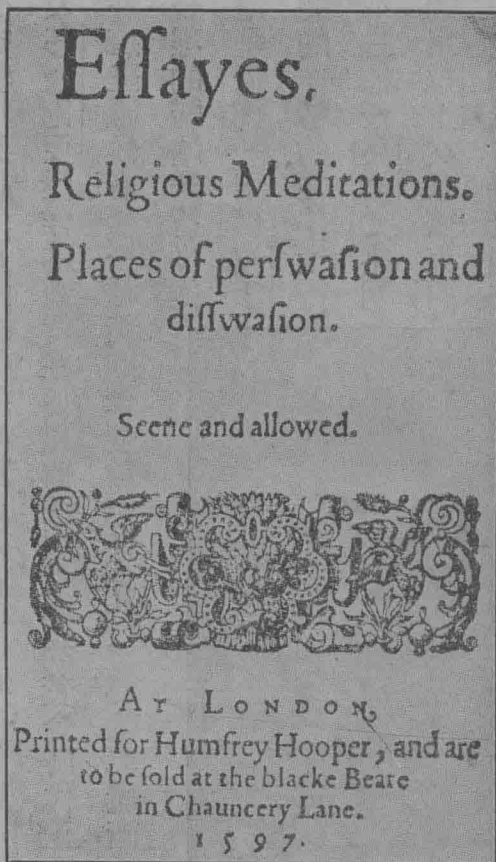 Eſſayes.
Religious Meditations.
Places of perſwaſion and
diſſwaſion.
Seene and allowed.
At London,
Printed for Humfrey Hooper, and are
to be ſold at the blacke Beare
in Chauncery Lane.
1597.